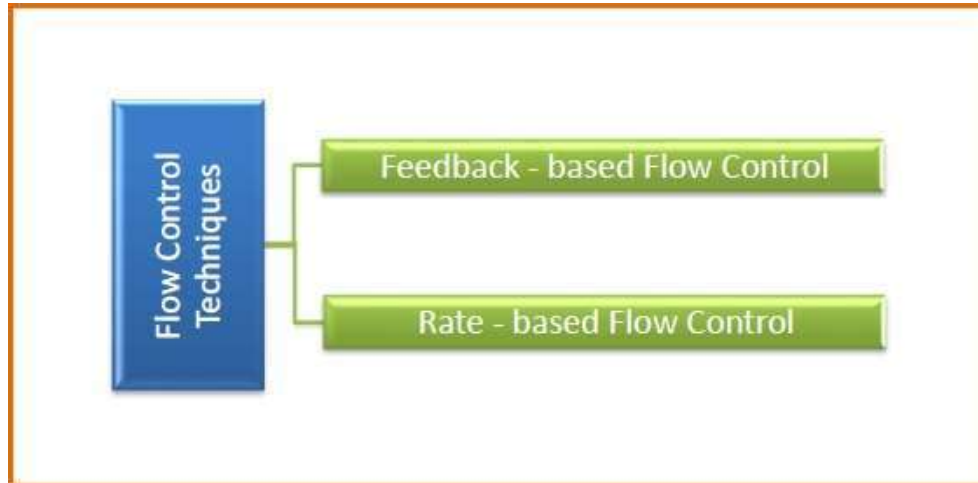 Flow Control
Techniques
Feedback - based Flow Control
Rate - based Flow Control